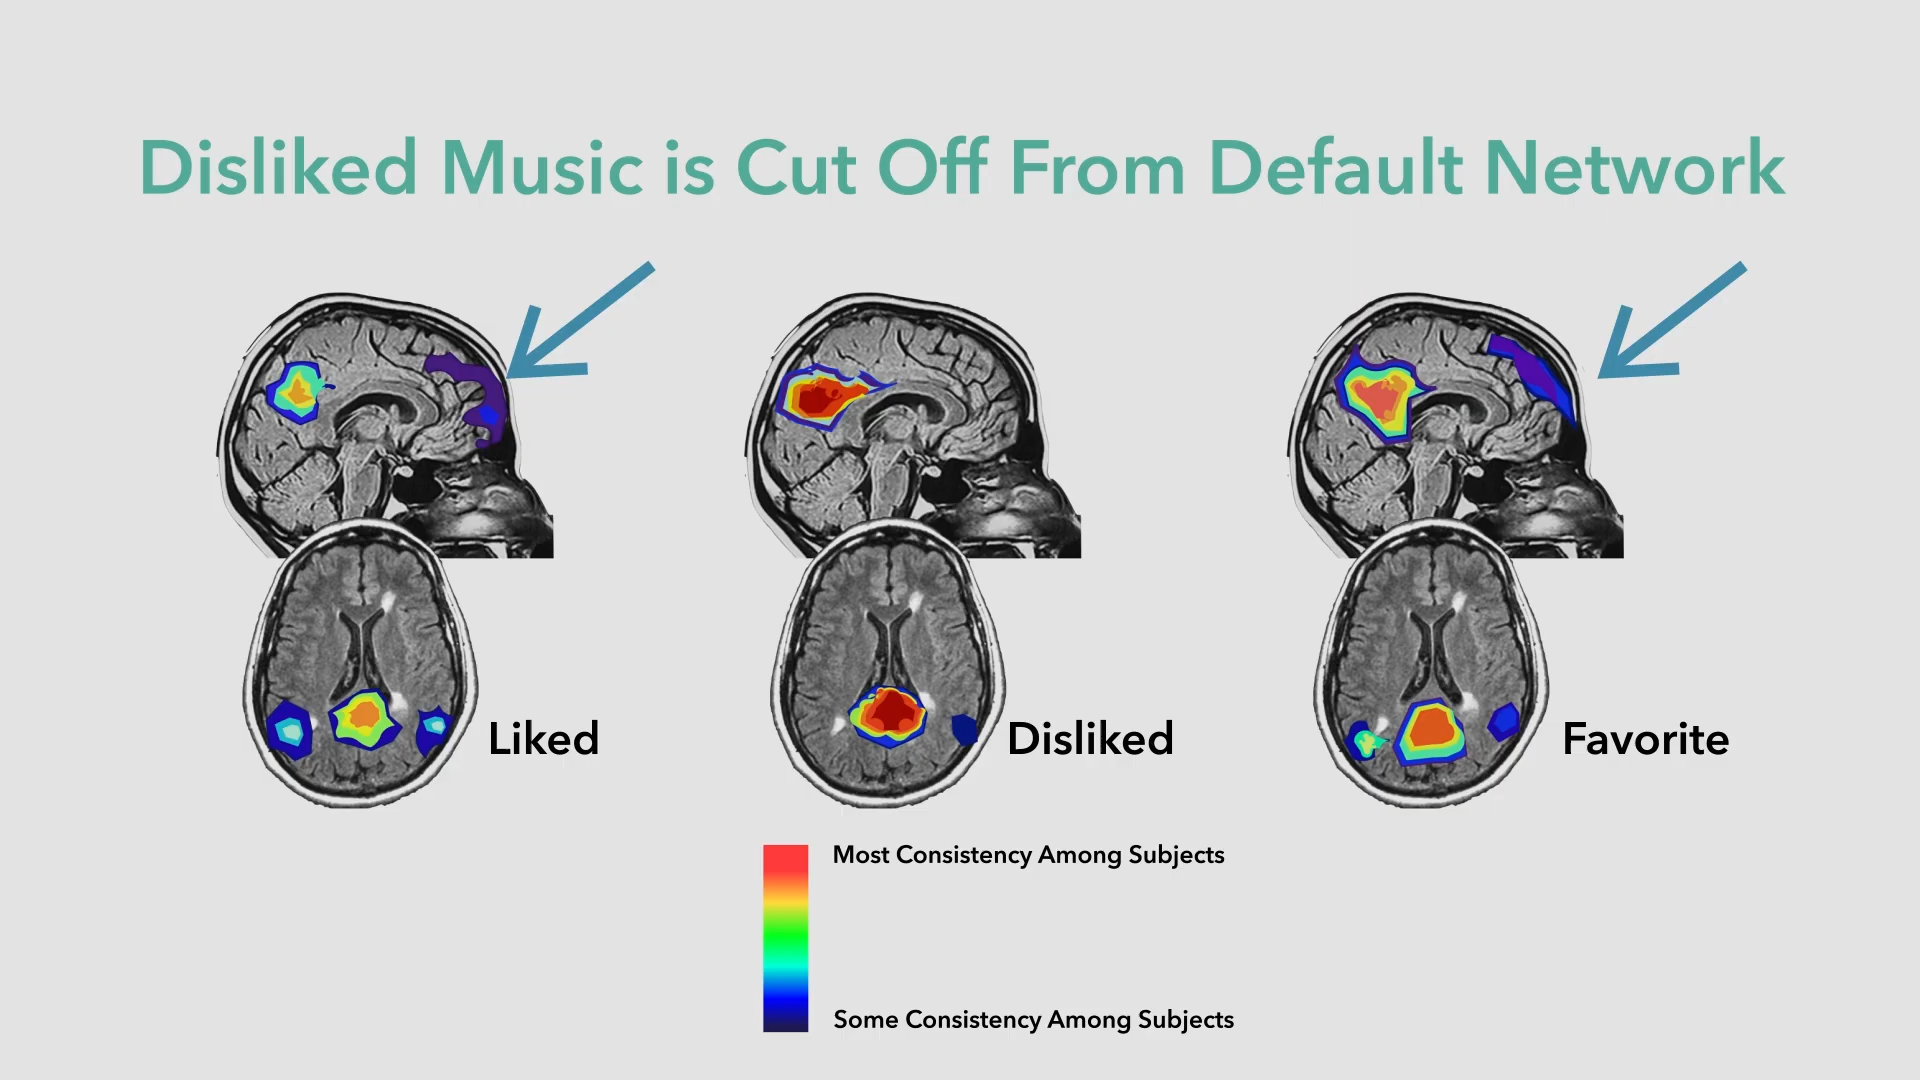 Disliked Music is Cut Off From Default Network
Liked
Disliked
Favorite
Most Consistency Among Subjects
Some Consistency Among Subjects